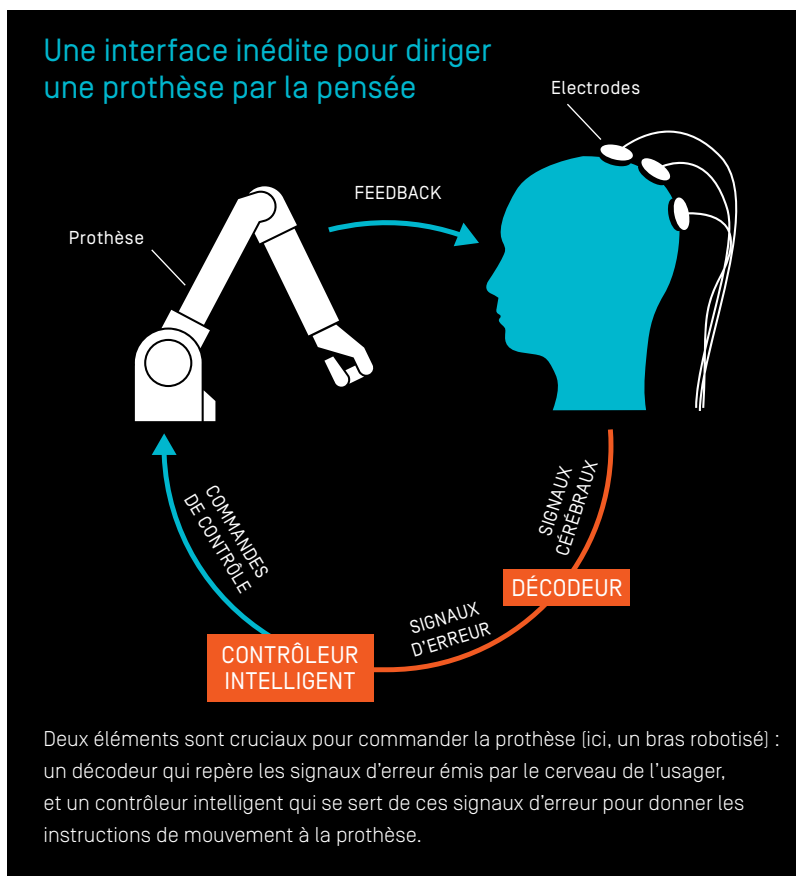 Une interface inédite pour diriger
une prothèse par la pensée
Electrodes
FEEDBACK
Prothèse
SIGNAUX
CÉRÉBRAUX
DÉCODEUR
SIGNAUX
D'ERREUR
CONTRÔLEUR
INTELLIGENT
COMMANDES
DE CONTRÔLE
Deux éléments sont cruciaux pour commander la prothèse (ici, un bras robotisé) :
un décodeur qui repère les signaux d'erreur émis par le cerveau de l'usager,
et un contrôleur intelligent qui se sert de ces signaux d'erreur pour donner les
instructions de mouvement à la prothèse.